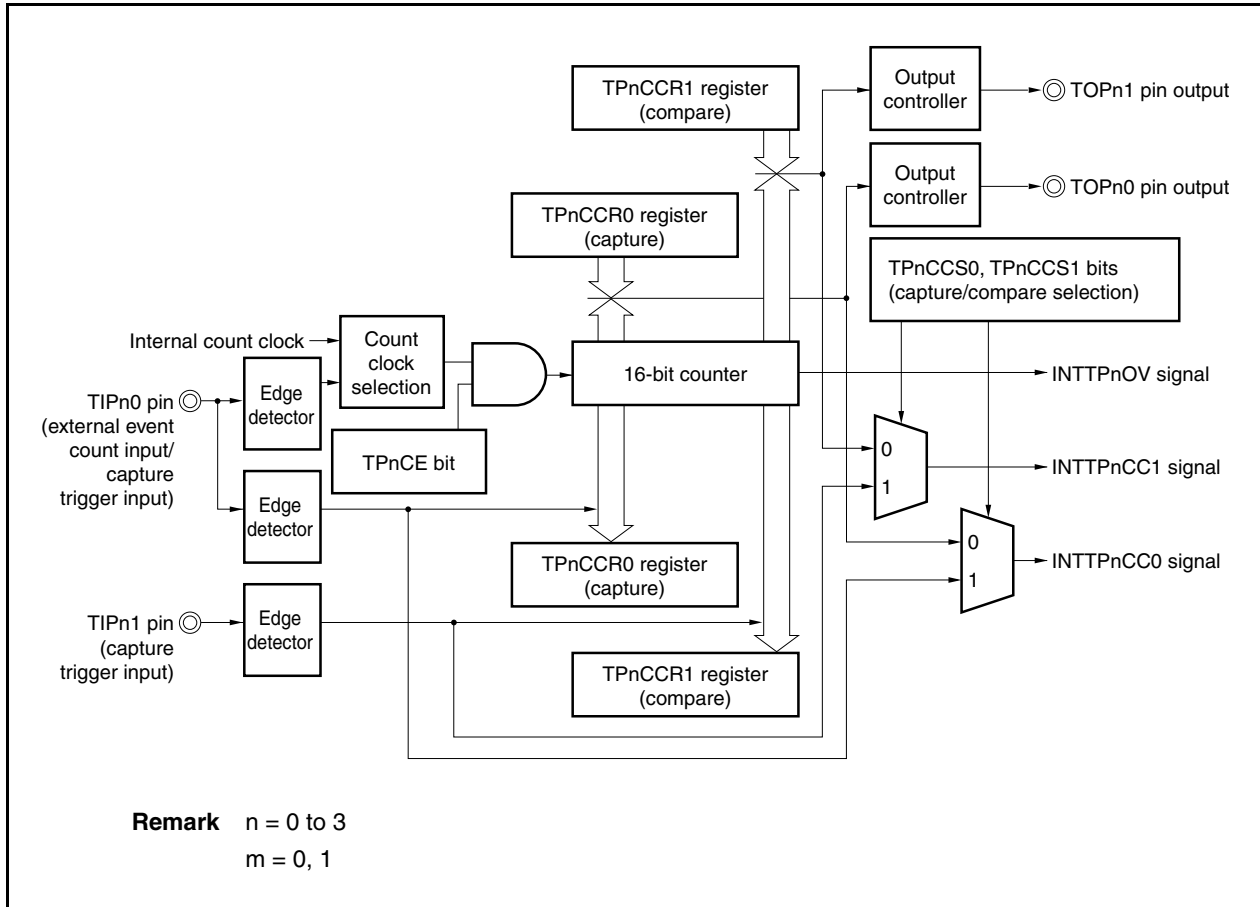 TPnCCR1 register
(compare)
Output
controller
TOPn1 pin output
Output
controller
TOPn0 pin output
TPnCCR0 register
(capture)
TPnCCS0, TPnCCS1 bits
(capture/compare selection)
Internal count clock
Count
clock
selection
16-bit counter
INTTPnOV signal
TIPn0 pin
(external event
count input/
capture
trigger input)
Edge
detector
TPnCE bit
0
1
INTTPnCC1 signal
Edge
detector
0
1
INTTPnCC0 signal
TPnCCR0 register
(capture)
TIPn1 pin
(capture
trigger input)
Edge
detector
TPnCCR1 register
(compare)
Remark n = 0 to 3
m = 0, 1